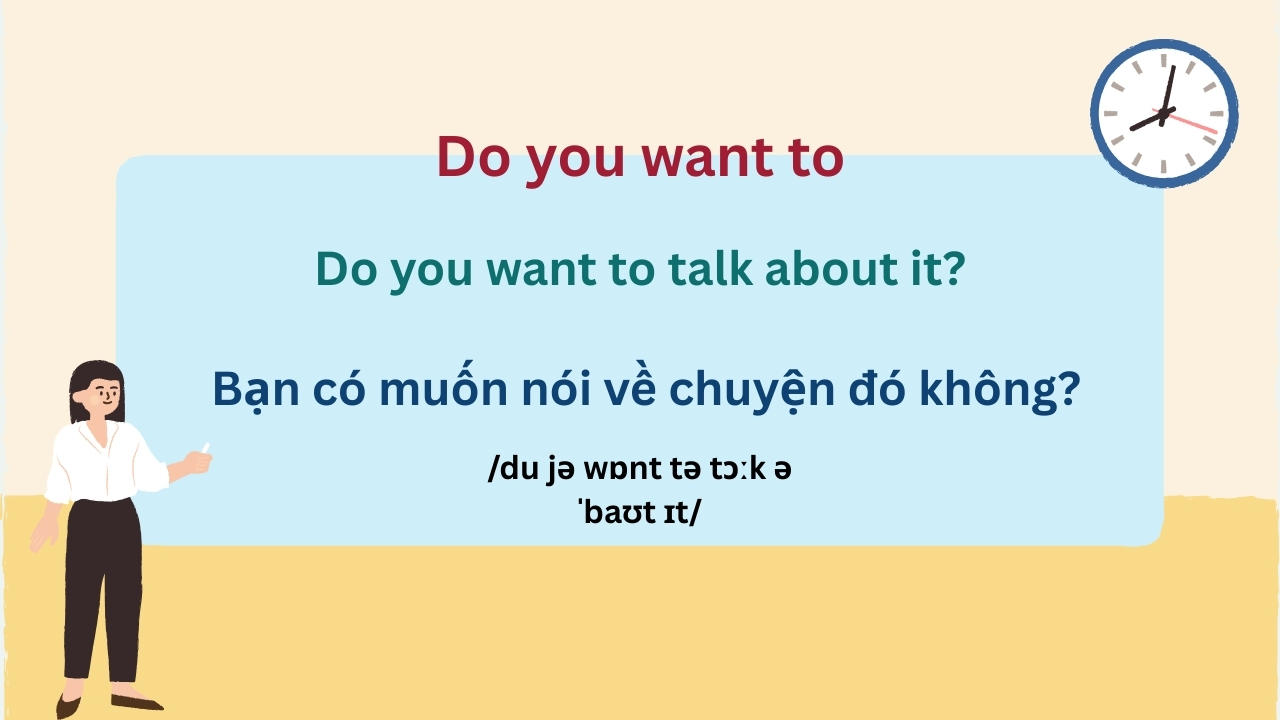 Do you want to
Do you want to talk about it?
Bạn có muốn nói về chuyện đó không?
/du jə wɒnt tə tɔːk ə
ˈbaʊt ɪt/